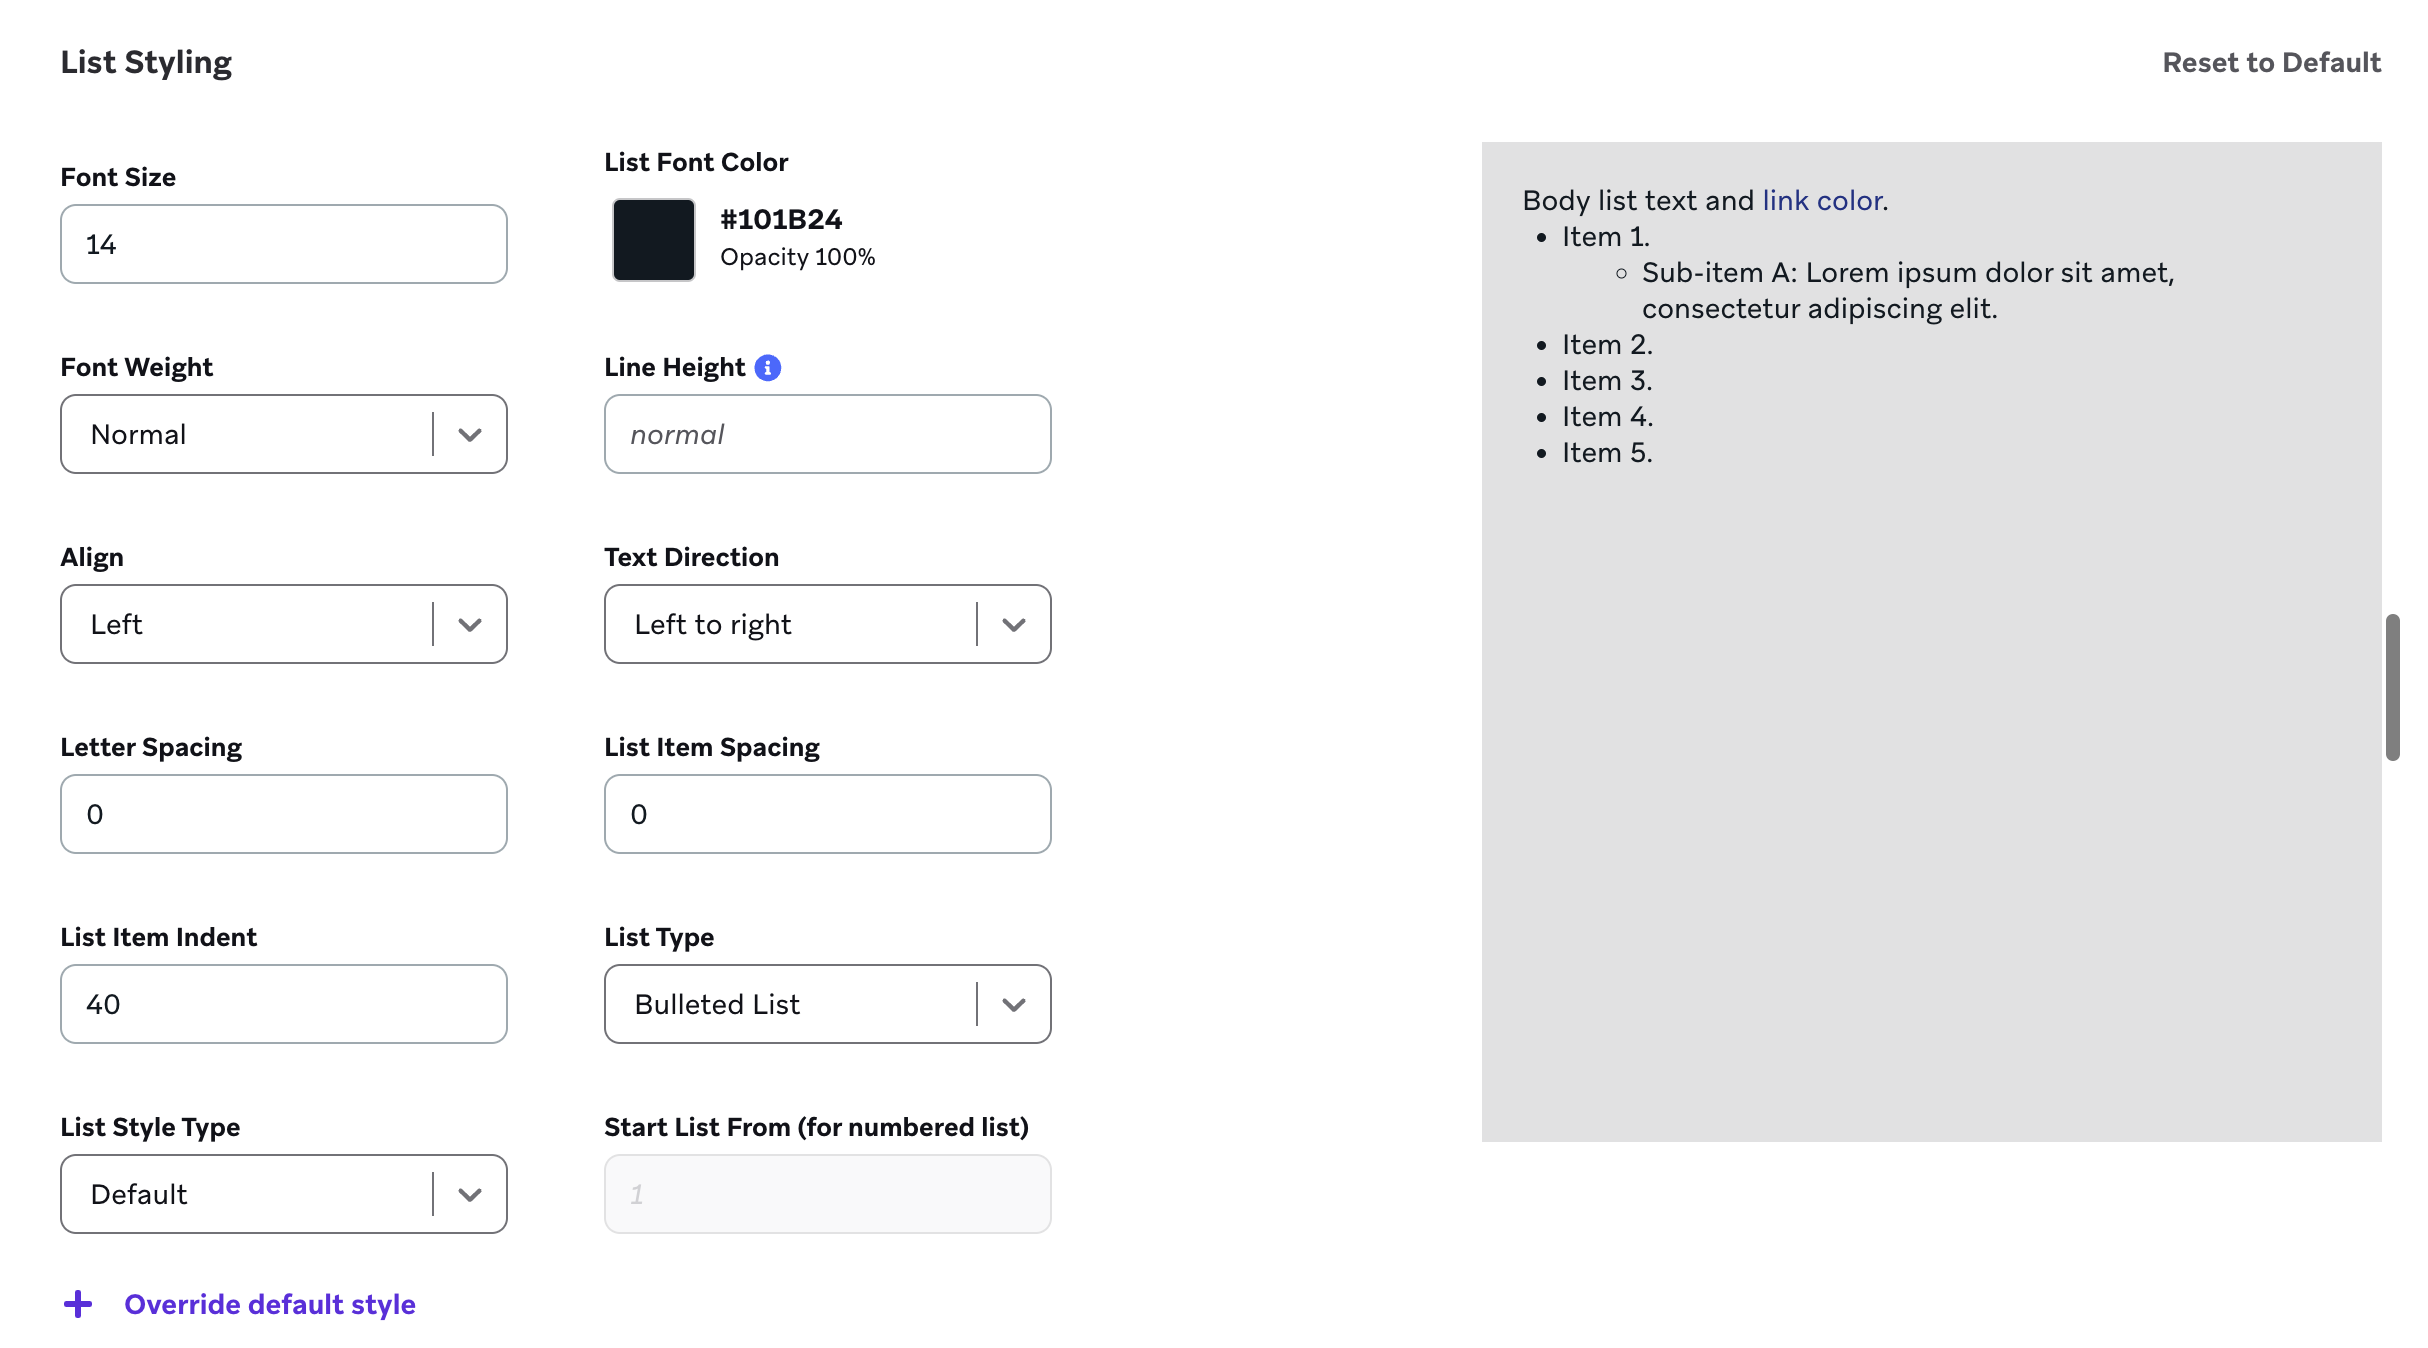 List Styling
Reset to Default
Font Size
14
List Font Color
#101B24
Opacity 100%
Font Weight
Normal
Line Height
normal
Align
Left
Text Direction
Left to right
Letter Spacing
0
List Item Spacing
0
List Item Indent
40
List Type
Bulleted List
List Style Type
Default
Start List From (for numbered list)
1
Override default style
Body list text and link color.
Item 1.
Sub-item A: Lorem ipsum dolor sit amet,
consectetur adipiscing elit.
Item 2.
Item 3.
Item 4.
Item 5.